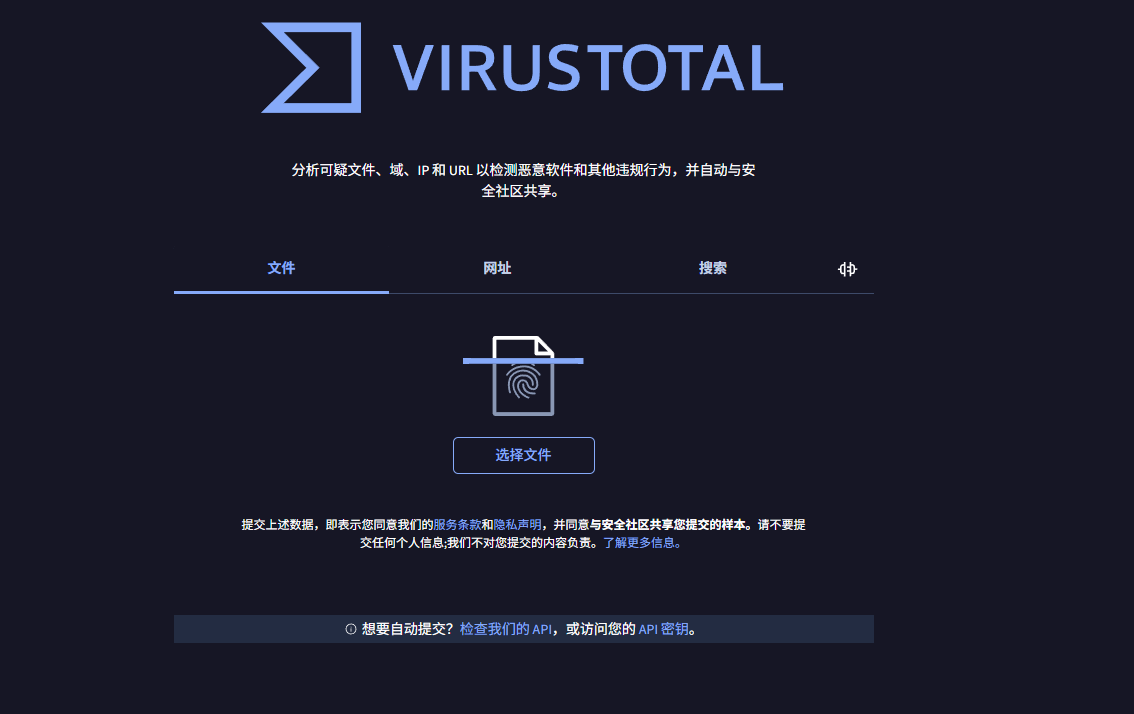 VIRUSTOTAL
分析可疑文件、域、IP 和 URL 以检测恶意软件和其他违规行为，并自动与安
全社区共享。
文件 网址 搜索
选择文件
提交上述数据，即表示您同意我们的服务条款和隐私声明，并同意与安全社区共享您提交的样本。请不要提
交任何个人信息;我们不对您提交的内容负责。了解更多信息。
想要自动提交？检查我们的 API，或访问您的 API 密钥。